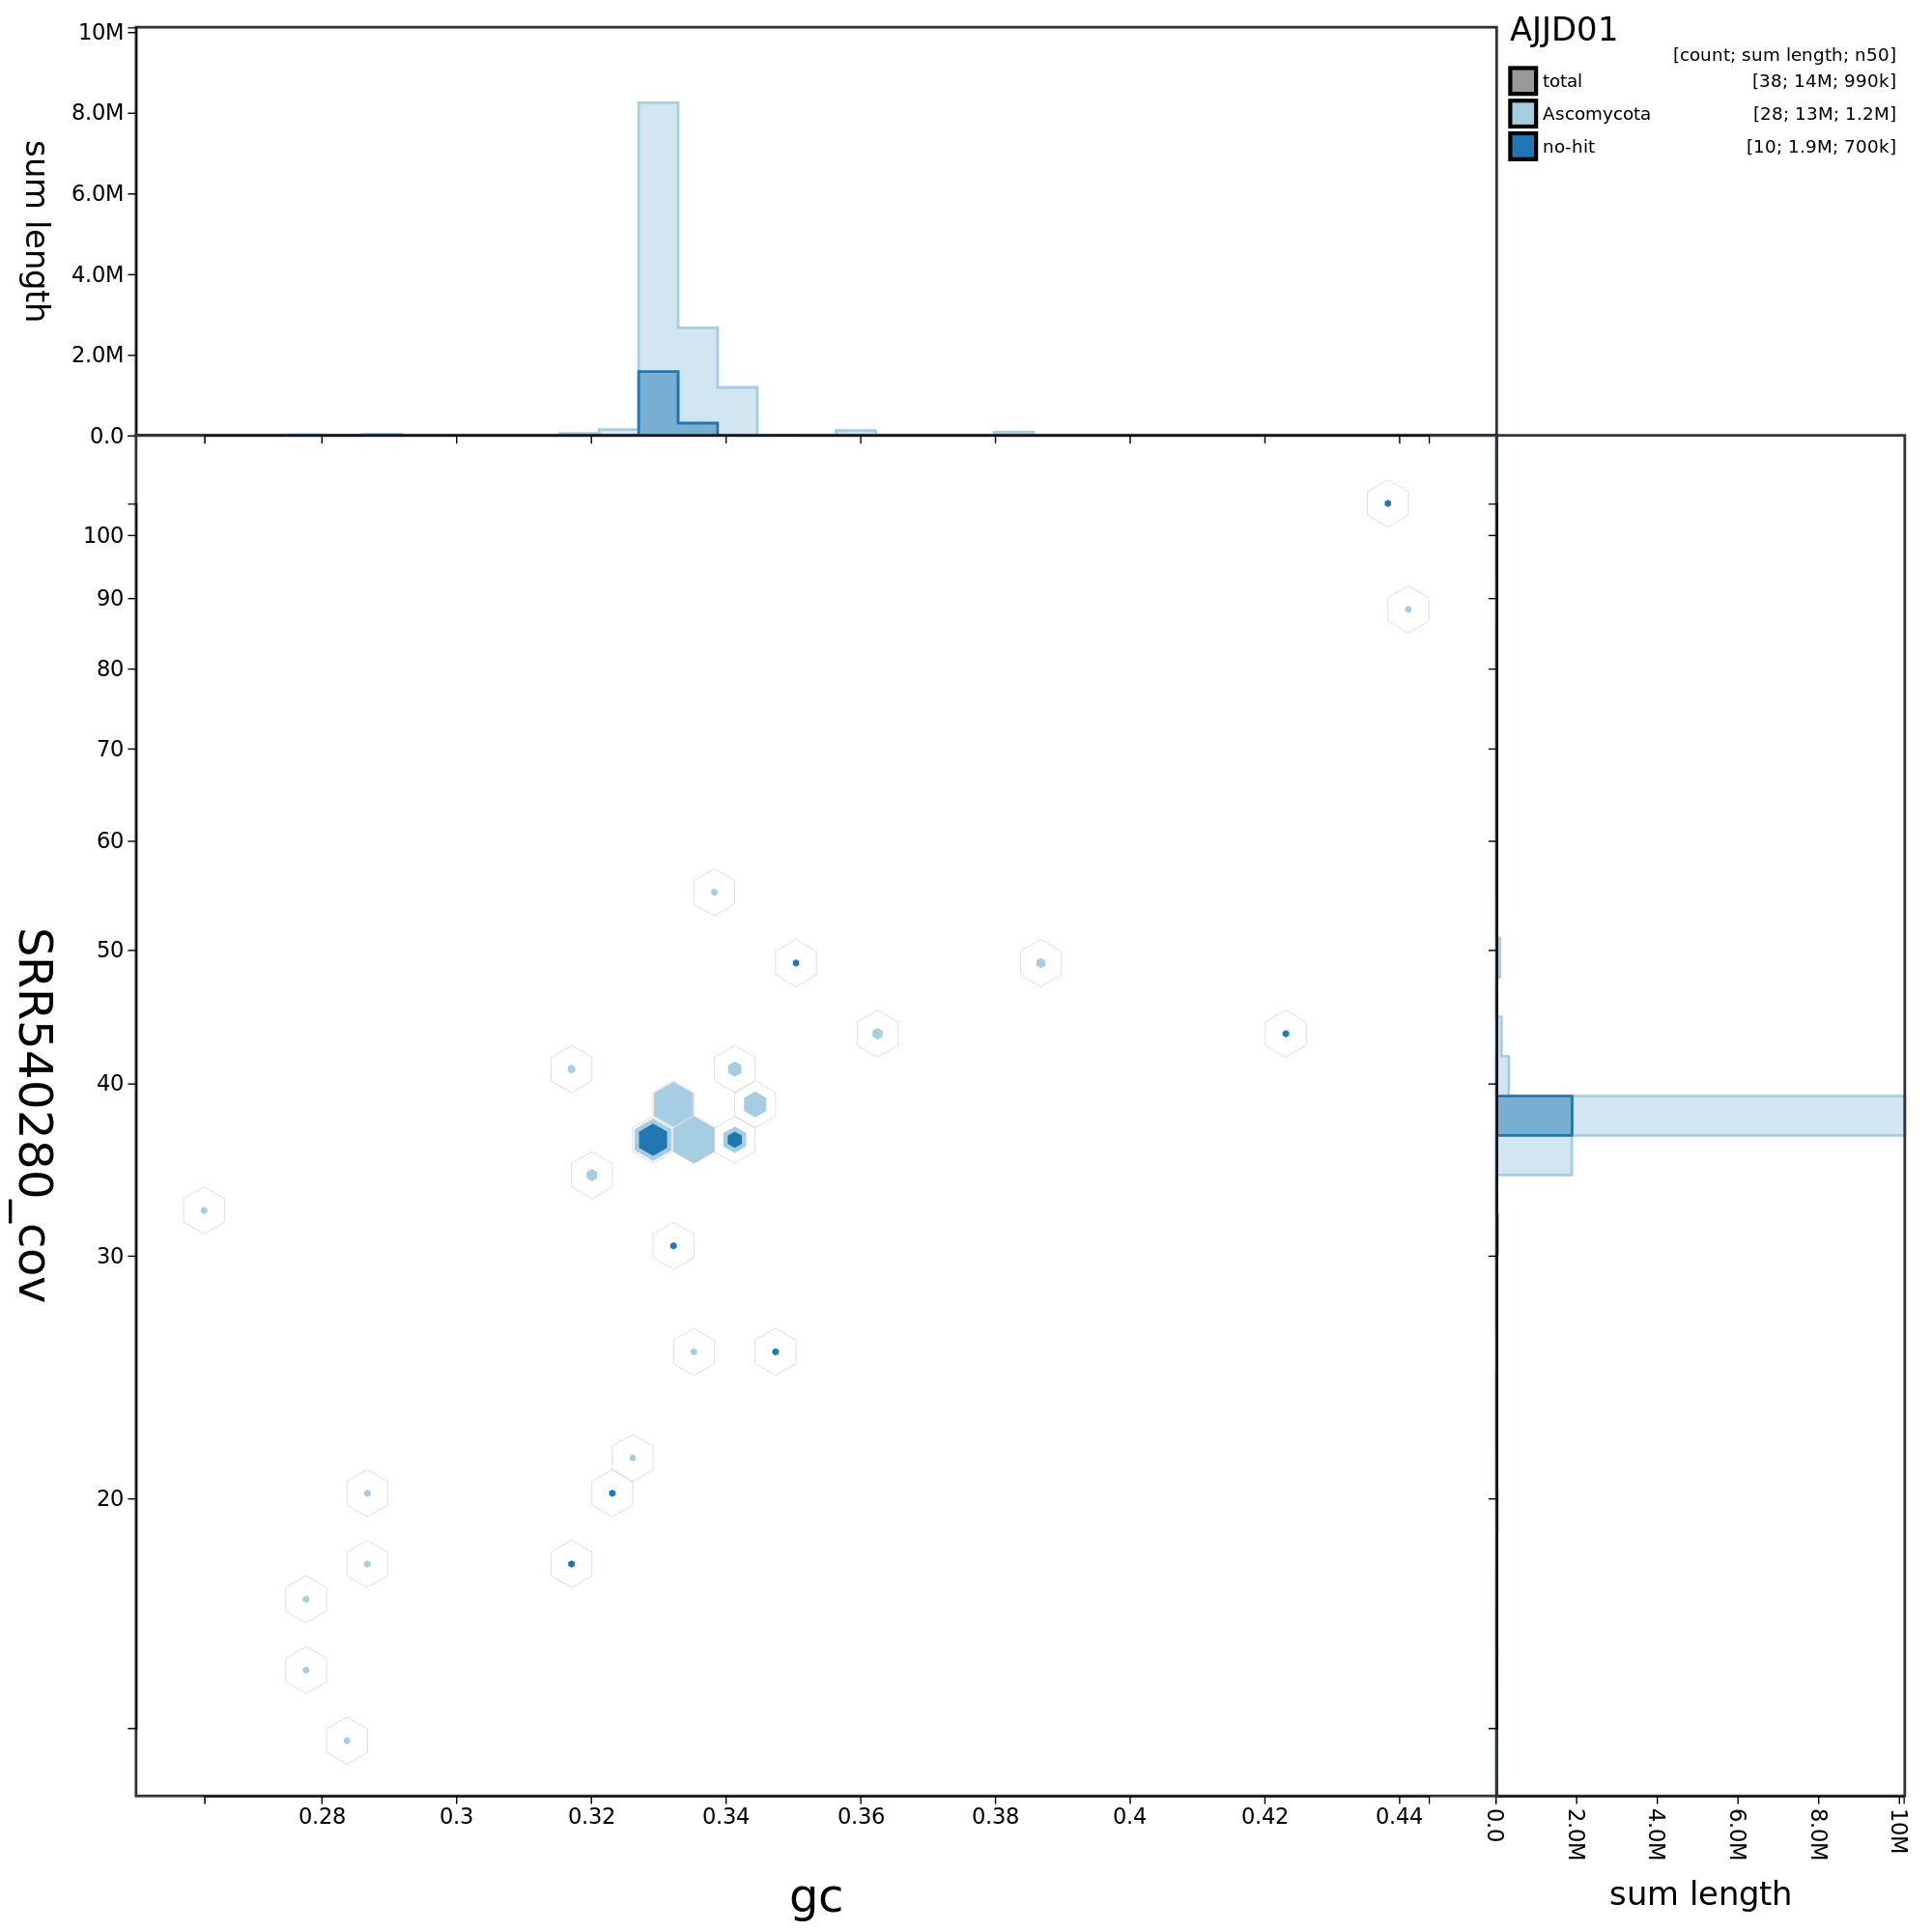 AJJD01
[count; sum length; n50]
total [38; 14M; 990k]
Ascomycota [28; 13M; 1.2M]
no-hit [10; 1.9M; 700k]
sum length
10M
8.0M
6.0M
4.0M
2.0M
0.0
SRR540280_cov
100
90
80
70
60
50
40
30
20
0.28 0.3 0.32 0.34 0.36 0.38 0.4 0.42 0.44
gc
0.0 2.0M 4.0M 6.0M 8.0M 10M
sum length